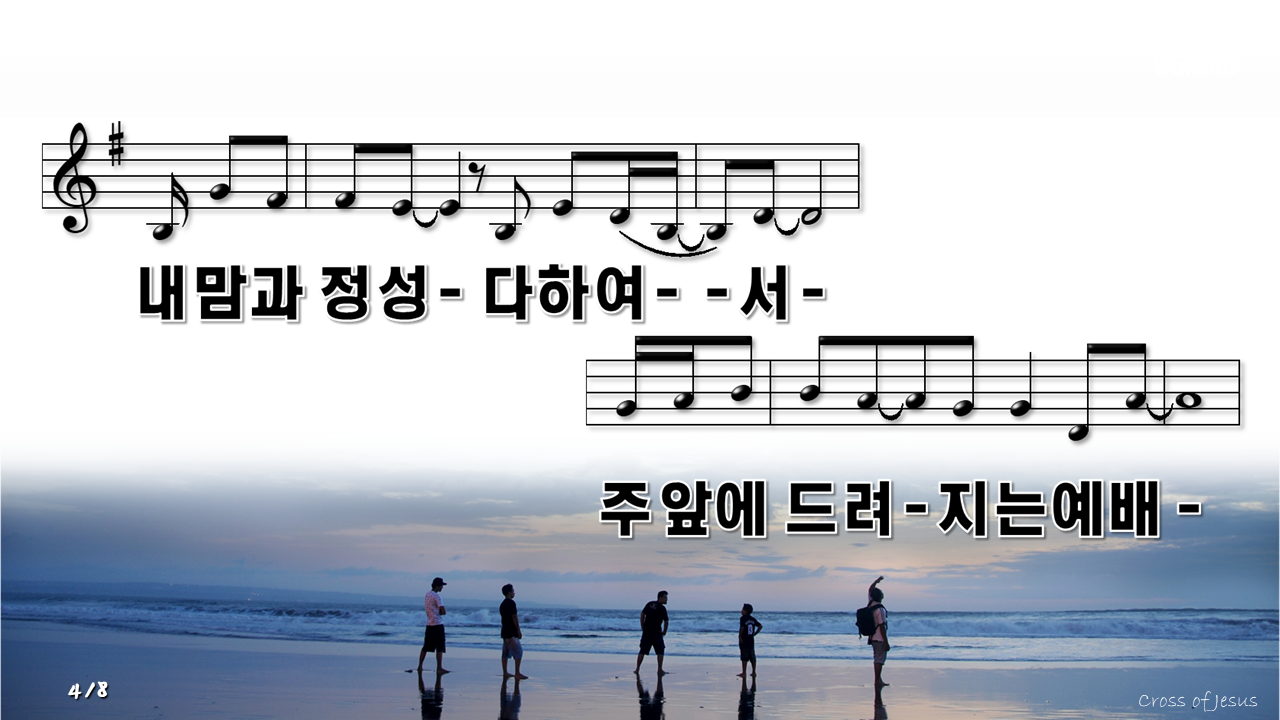 내맘과 정성- 다하여- -서-
주앞에 드려-지는예배 -
4/8
Cross of Jesus